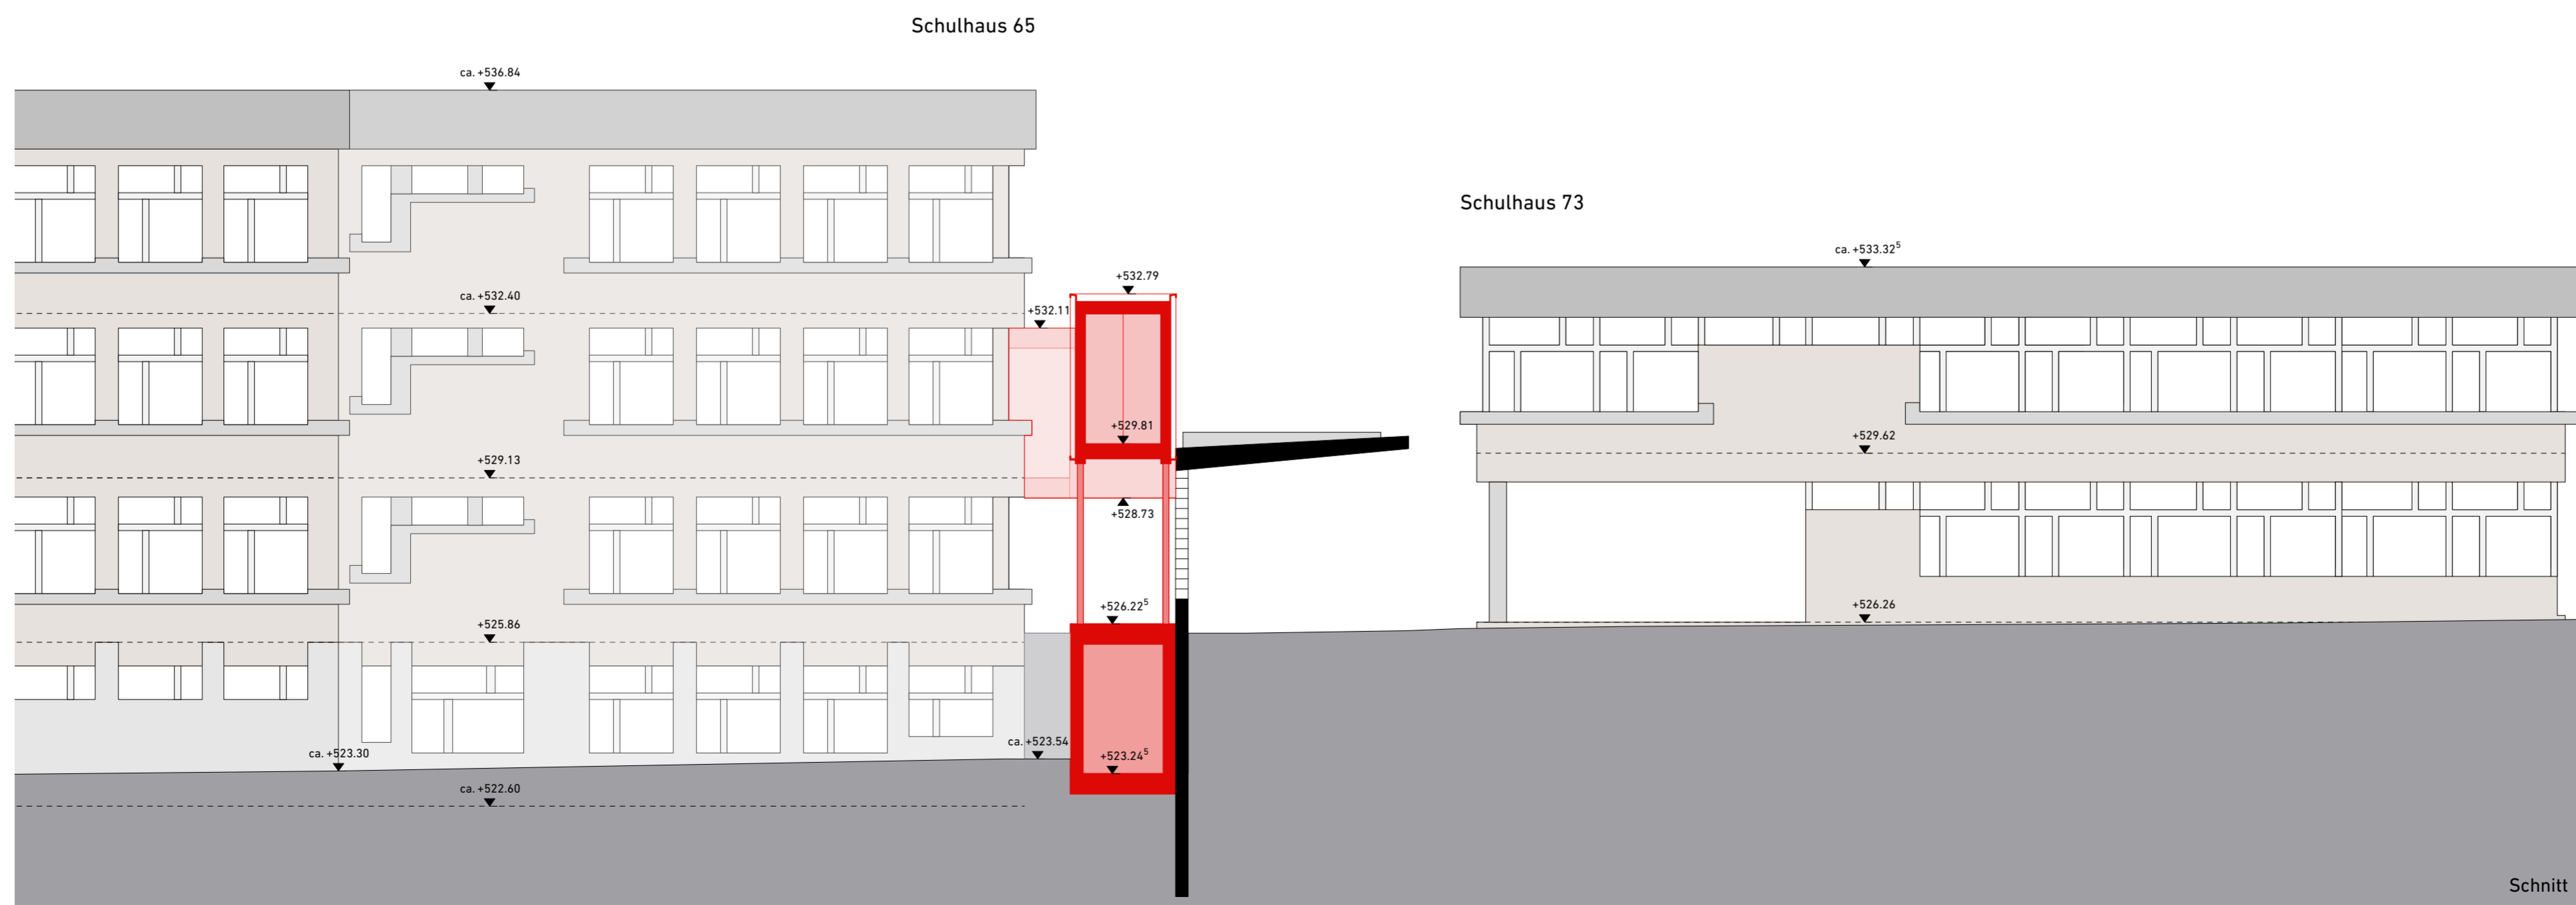 Schulhaus 65
ca. +536.84
Schulhaus 73
ca. +533.32⁵
+532.79
ca. +532.40
+532.11
+529.81
+529.62
+529.13
+528.73
+526.22⁵
+526.26
+525.86
ca. +523.54
ca. +523.30
+523.24⁵
ca. +522.60
Schnitt